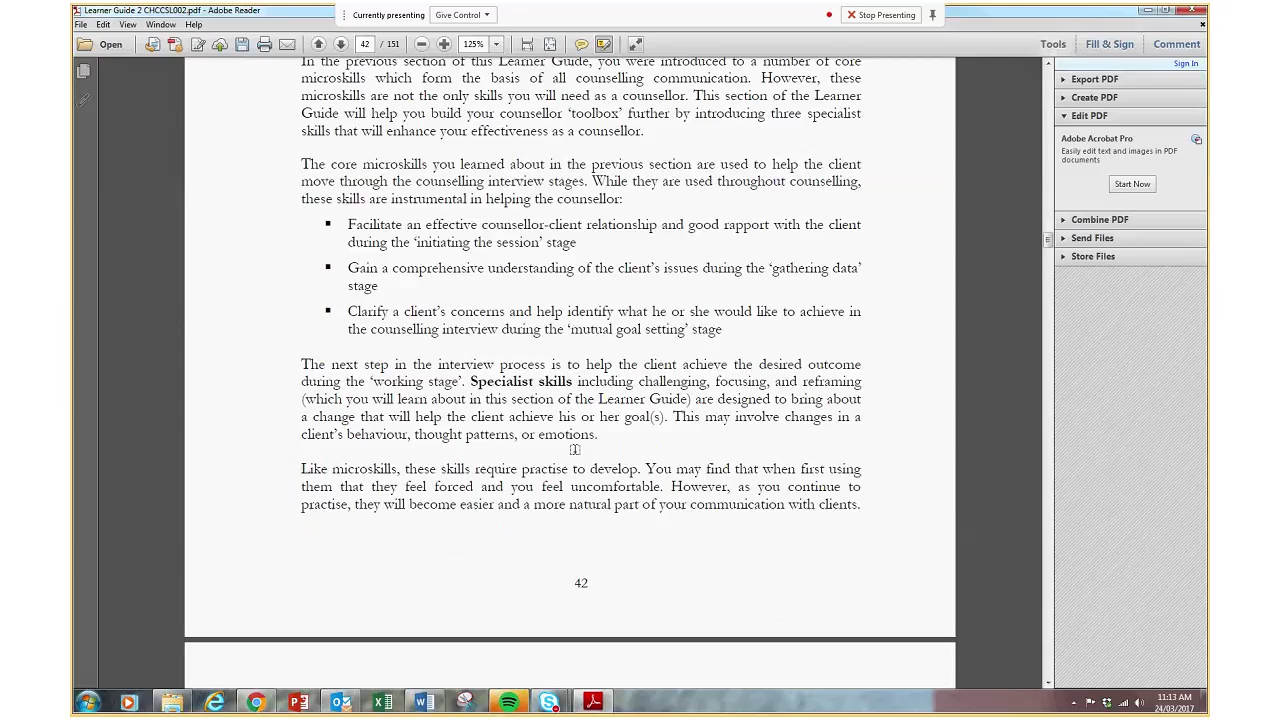 Learner Guide 2 CHCCSL002.pdf - Adobe Reader
Currently presenting
Give Control
Stop Presenting
File Edit View Window Help
Open
42 / 151
125%
Tools
Fill & Sign
Comment
Sign In
In the previous section of this Learner Guide, you were introduced to a number of core
microskills which form the basis of all counselling communication. However, these
microskills are not the only skills you will need as a counsellor. This section of the Learner
Guide will help you build your counsellor ‘toolbox’ further by introducing three specialist
skills that will enhance your effectiveness as a counsellor.
The core microskills you learned about in the previous section are used to help the client
move through the counselling interview stages. While they are used throughout counselling,
these skills are instrumental in helping the counsellor:
▪ Facilitate an effective counsellor-client relationship and good rapport with the client
during the ‘initiating the session’ stage
▪ Gain a comprehensive understanding of the client’s issues during the ‘gathering data’
stage
▪ Clarify a client’s concerns and help identify what he or she would like to achieve in
the counselling interview during the ‘mutual goal setting’ stage
The next step in the interview process is to help the client achieve the desired outcome
during the ‘working stage’. Specialist skills including challenging, focusing, and reframing
(which you will learn about in this section of the Learner Guide) are designed to bring about
a change that will help the client achieve his or her goal(s). This may involve changes in a
client’s behaviour, thought patterns, or emotions.
Like microskills, these skills require practise to develop. You may find that when first using
them that they feel forced and you feel uncomfortable. However, as you continue to
practise, they will become easier and a more natural part of your communication with clients.
42
Export PDF
Create PDF
Edit PDF
Adobe Acrobat Pro
Easily edit text and images in PDF
documents
Start Now
Combine PDF
Send Files
Store Files
11:13 AM
24/03/2017